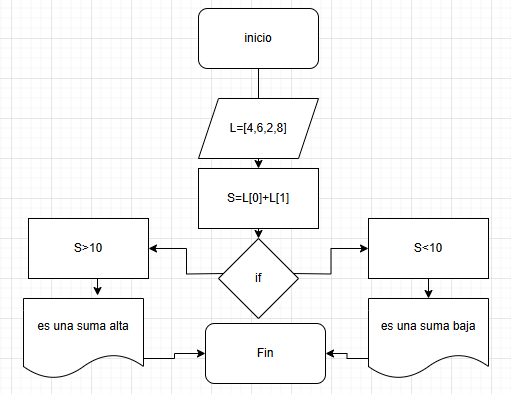 inicio
L=[4,6,2,8]
S=L[0]+L[1]
S>10
if
S<10
es una suma alta
es una suma baja
Fin